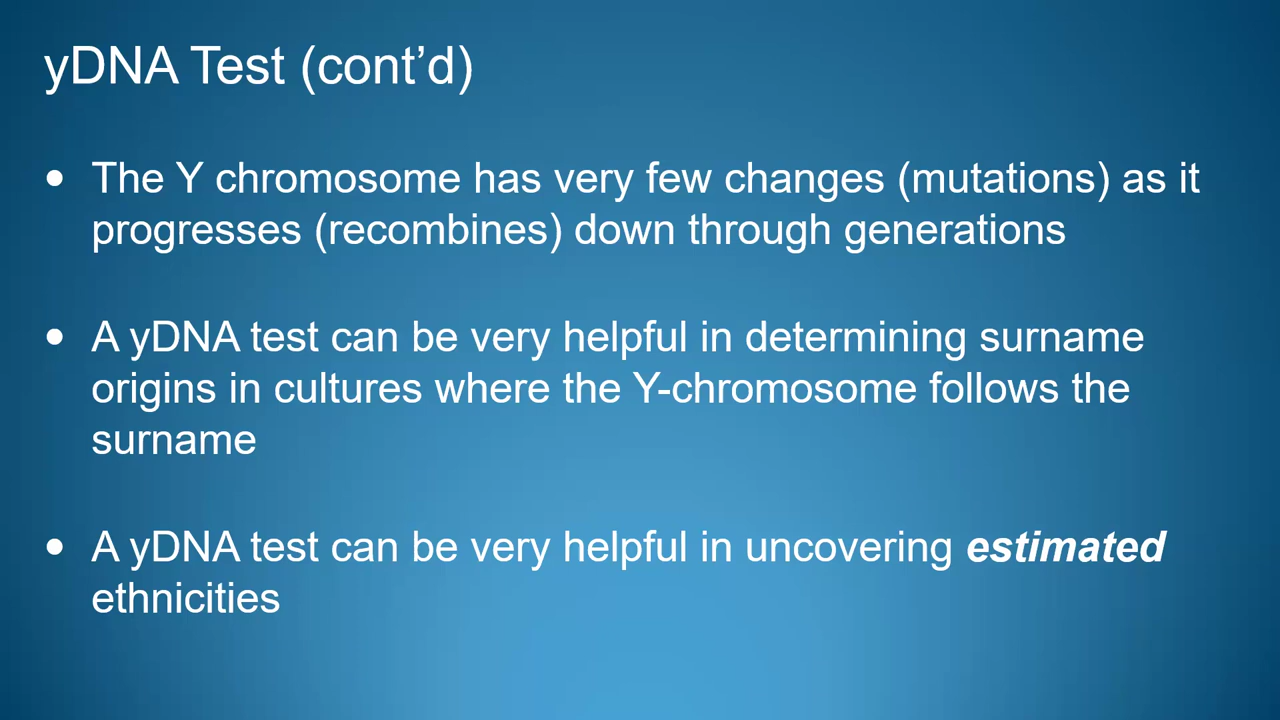 yDNA Test (cont’d)
● The Y chromosome has very few changes (mutations) as it
progresses (recombines) down through generations
● A yDNA test can be very helpful in determining surname
origins in cultures where the Y-chromosome follows the
surname
● A yDNA test can be very helpful in uncovering estimated
ethnicities